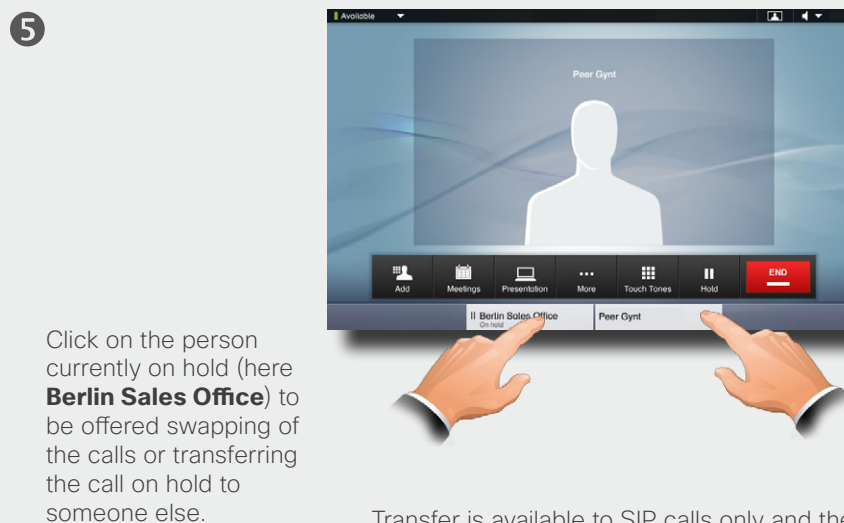 5
Available
Peer Gynt
Add
Meetings
Presentation
More
Touch Tones
Hold
END
Berlin Sales Office
On hold
Peer Gynt
Click on the person
currently on hold (here
Berlin Sales Office) to
be offered swapping of
the calls or transferring
the call on hold to
someone else.
Transfer is available to SIP calls only and the